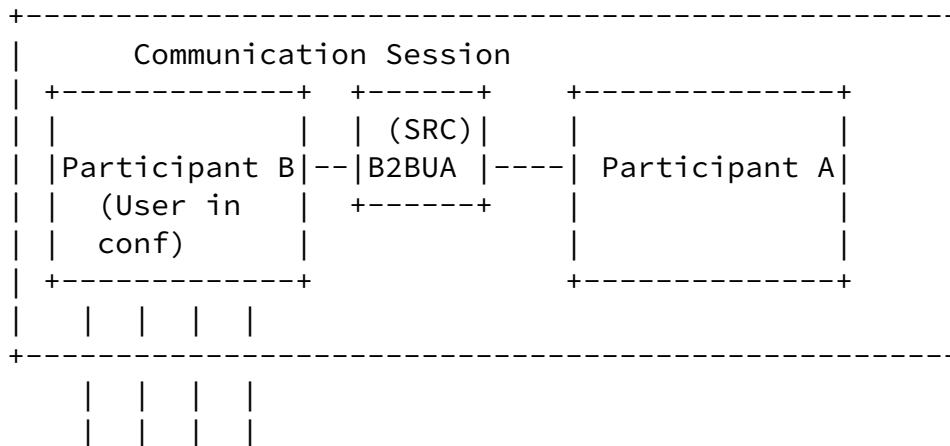 +---------------------------------------------------
|      Communication Session
| +-------------+  +------+    +--------------+
| |             |  | (SRC)|    |              |
| |Participant B|--|B2BUA |----| Participant A|
| |  (User in   |  +------+    |              |
| |  conf)      |              |              |
| +-------------+              +--------------+
|   |  |  |  |
+---------------------------------------------------
    |  |  |  |
    |  |  |  |